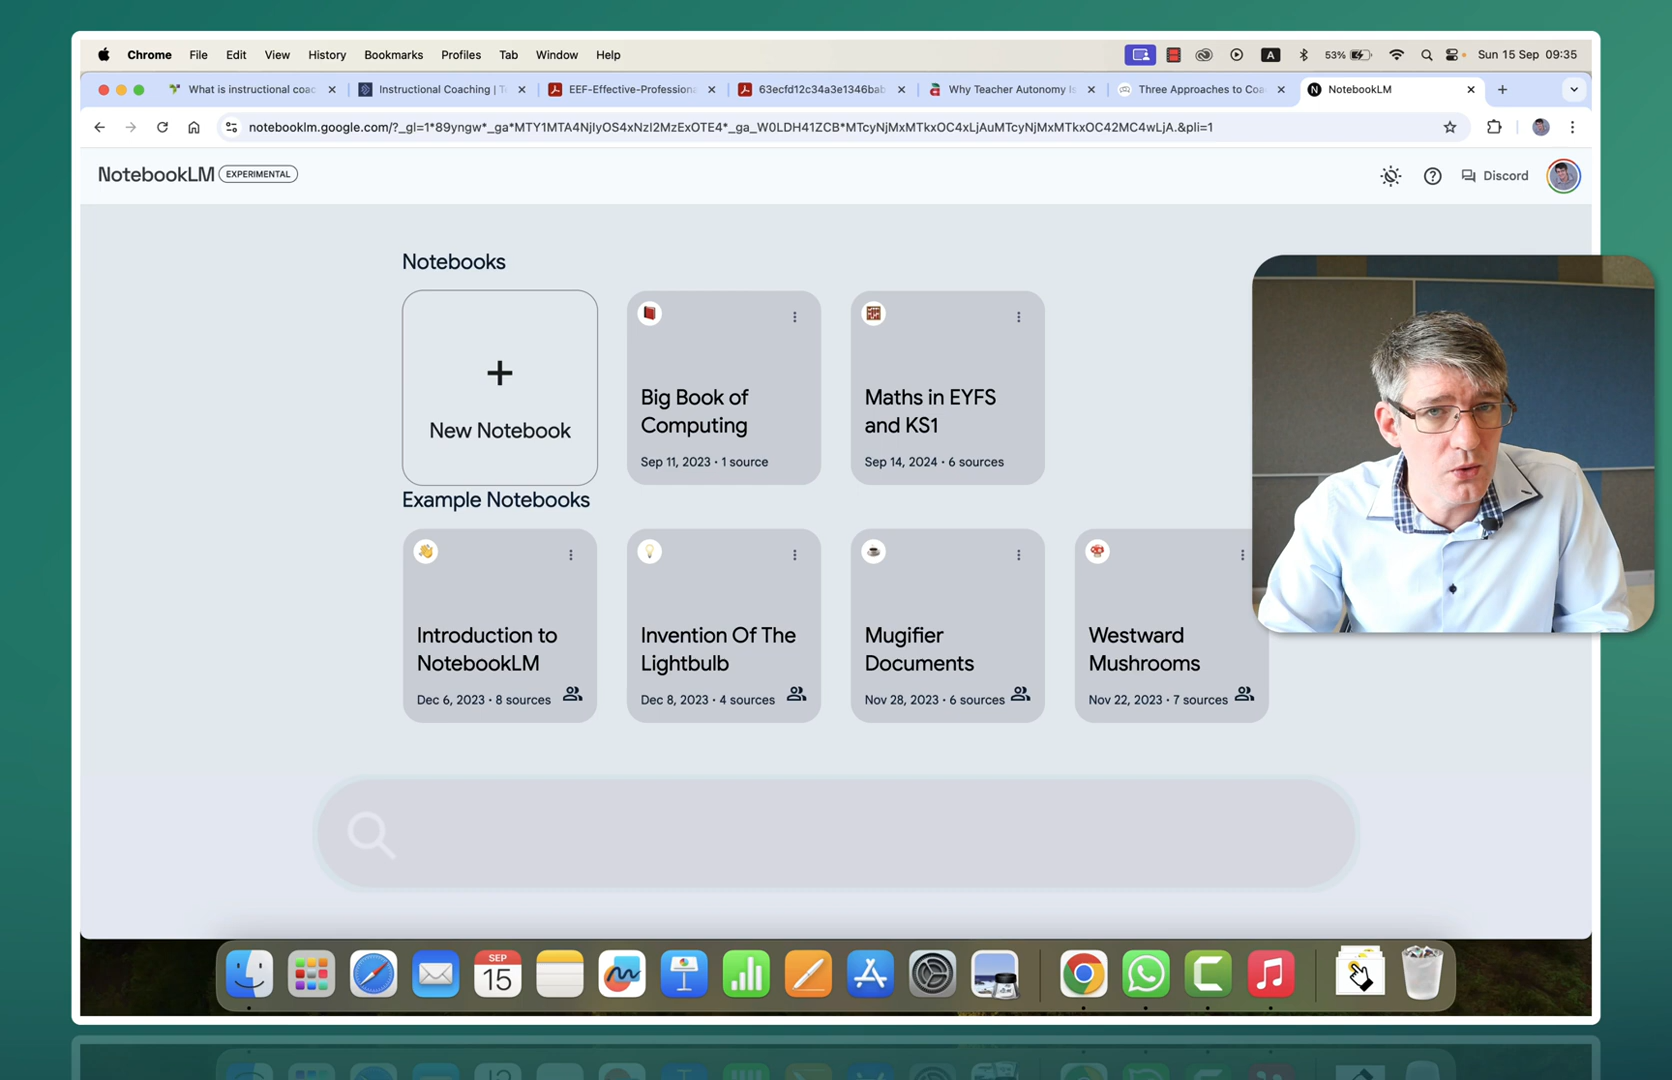 Chrome File Edit View History Bookmarks Profiles Tab Window Help A 53% Sun 15 Sep 09:35
What is instructional coac Instructional Coaching | T EEF-Effective-Professiona 63ecfd12c34a3e1346bab Why Teacher Autonomy Is Three Approaches to Coa NotebookLM
notebooklm.google.com/?_gl=1*89yngw*_ga*MTY1MTA4NjIyOS4xNzI2MzExOTE4*_ga_W0LDH41ZCB*MTcyNjMxMTkxOC4xLjAuMTcyNjMxMTkxOC42MC4wLjA.&pli=1
NotebookLM EXPERIMENTAL Discord
Notebooks
New Notebook
Big Book of
Computing
Sep 11, 2023 · 1 source
Maths in EYFS
and KS1
Sep 14, 2024 · 6 sources
Example Notebooks
Introduction to
NotebookLM
Dec 6, 2023 · 8 sources
Invention Of The
Lightbulb
Dec 8, 2023 · 4 sources
Mugifier
Documents
Nov 28, 2023 · 6 sources
Westward
Mushrooms
Nov 22, 2023 · 7 sources
SEP
15